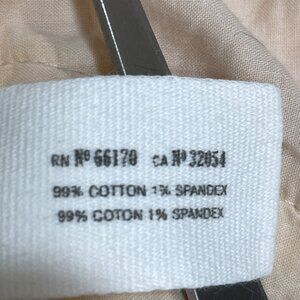 RN Nº 66170 CA Nº 32054
99% COTTON 1% SPANDEX
99% COTON 1% SPANDEX